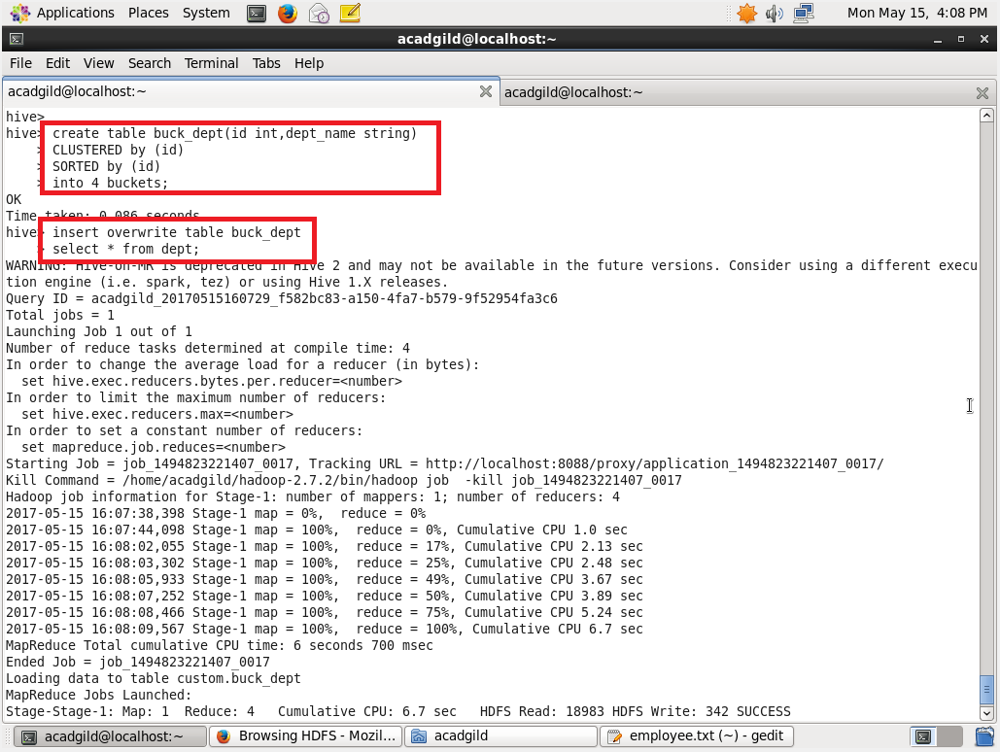 Applications Places System Mon May 15, 4:08 PM
acadgild@localhost:~
File Edit View Search Terminal Tabs Help
acadgild@localhost:~ acadgild@localhost:~
hive>
hive> create table buck_dept(id int,dept_name string)
> CLUSTERED by (id)
> SORTED by (id)
> into 4 buckets;
OK
Time taken: 0.086 seconds
hive> insert overwrite table buck_dept
> select * from dept;
WARNING: Hive-on-MR is deprecated in Hive 2 and may not be available in the future versions. Consider using a different execu
tion engine (i.e. spark, tez) or using Hive 1.X releases.
Query ID = acadgild_20170515160729_f582bc83-a150-4fa7-b579-9f52954fa3c6
Total jobs = 1
Launching Job 1 out of 1
Number of reduce tasks determined at compile time: 4
In order to change the average load for a reducer (in bytes):
set hive.exec.reducers.bytes.per.reducer=<number>
In order to limit the maximum number of reducers:
set hive.exec.reducers.max=<number>
In order to set a constant number of reducers:
set mapreduce.job.reduces=<number>
Starting Job = job_1494823221407_0017, Tracking URL = http://localhost:8088/proxy/application_1494823221407_0017/
Kill Command = /home/acadgild/hadoop-2.7.2/bin/hadoop job  -kill job_1494823221407_0017
Hadoop job information for Stage-1: number of mappers: 1; number of reducers: 4
2017-05-15 16:07:38,398 Stage-1 map = 0%,  reduce = 0%
2017-05-15 16:07:44,098 Stage-1 map = 100%,  reduce = 0%, Cumulative CPU 1.0 sec
2017-05-15 16:08:02,055 Stage-1 map = 100%,  reduce = 17%, Cumulative CPU 2.13 sec
2017-05-15 16:08:03,302 Stage-1 map = 100%,  reduce = 25%, Cumulative CPU 2.48 sec
2017-05-15 16:08:05,933 Stage-1 map = 100%,  reduce = 49%, Cumulative CPU 3.67 sec
2017-05-15 16:08:07,252 Stage-1 map = 100%,  reduce = 50%, Cumulative CPU 3.89 sec
2017-05-15 16:08:08,466 Stage-1 map = 100%,  reduce = 75%, Cumulative CPU 5.24 sec
2017-05-15 16:08:09,567 Stage-1 map = 100%,  reduce = 100%, Cumulative CPU 6.7 sec
MapReduce Total cumulative CPU time: 6 seconds 700 msec
Ended Job = job_1494823221407_0017
Loading data to table custom.buck_dept
MapReduce Jobs Launched:
Stage-Stage-1: Map: 1  Reduce: 4   Cumulative CPU: 6.7 sec   HDFS Read: 18983 HDFS Write: 342 SUCCESS
acadgild@localhost:~ Browsing HDFS - Mozil... acadgild employee.txt (~) - gedit